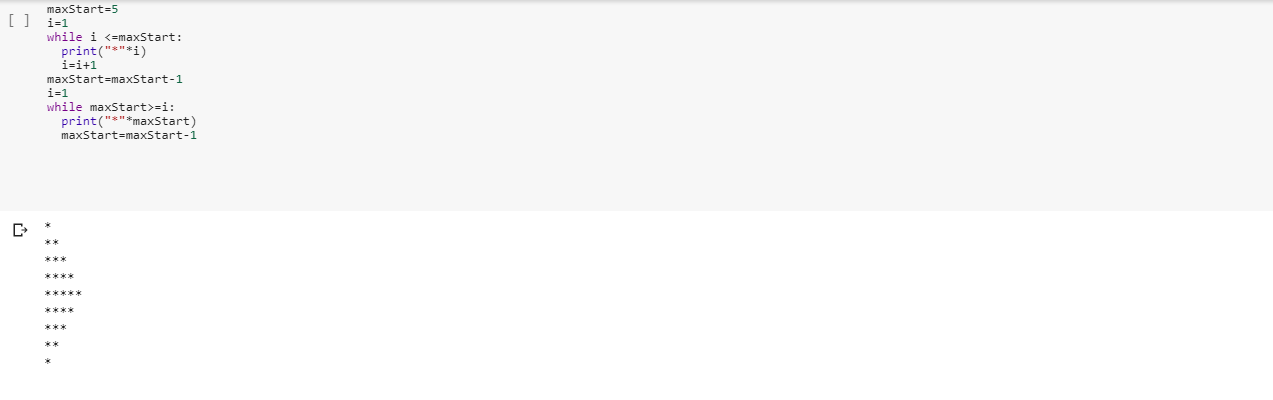 maxStart=5
[ ] i=1
while i <=maxStart:
  print("*"*i)
  i=i+1
maxStart=maxStart-1
i=1
while maxStart>=i:
  print("*"*maxStart)
  maxStart=maxStart-1
*
**
***
****
*****
****
***
**
*